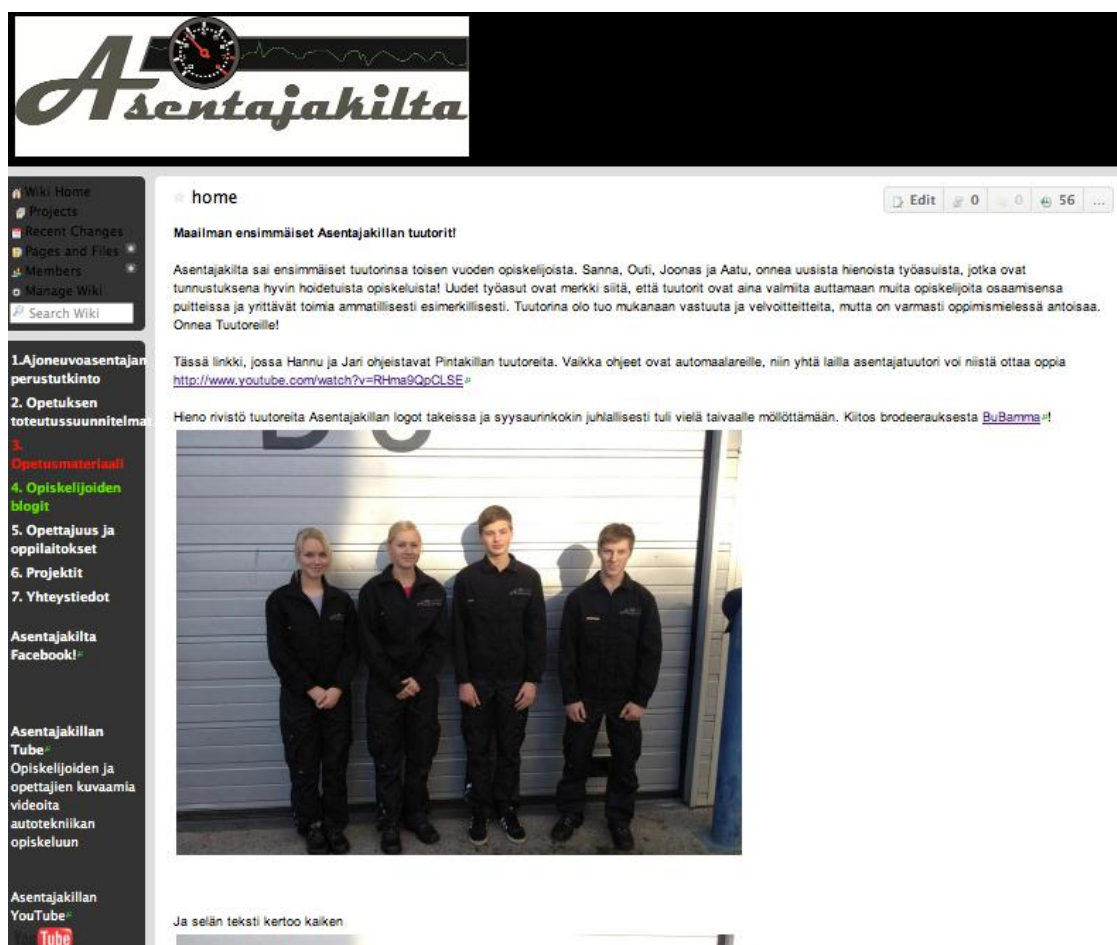 Asentajakilta
Wiki Home
Projects
Recent Changes
Pages and Files
Members
Manage Wiki
Search Wiki
1.Ajoneuvoasentajan
perustutkinto
2. Opetuksen
toteutussuunnitelmat
3.
Opetusmateriaali
4. Opiskelijoiden
blogit
5. Opettajuus ja
oppilaitokset
6. Projektit
7. Yhteystiedot
Asentajakilta
Facebook!
Asentajakillan
Tube
Opiskelijoiden ja
opettajien kuvaamia
videoita
autotekniikan
opiskeluun
Asentajakillan
YouTube
YouTube
home
Edit 0 0 56 ...
Maailman ensimmäiset Asentajakillan tuutorit!
Asentajakilta sai ensimmäiset tuutorinsa toisen vuoden opiskelijoista. Sanna, Outi, Joonas ja Aatu, onnea uusista hienoista työasuista, jotka ovat
tunnustuksena hyvin hoidetuista opiskeluista! Uudet työasut ovat merkki siitä, että tuutorit ovat aina valmiita auttamaan muita opiskelijoita osaamisensa
puitteissa ja yrittävät toimia ammatillisesti esimerkillisesti. Tuutorina olo tuo mukanaan vastuuta ja velvoitteitteita, mutta on varmasti oppimismielessä antoisaa.
Onnea Tuutoreille!
Tässä linkki, jossa Hannu ja Jari ohjeistavat Pintakillan tuutoreita. Vaikka ohjeet ovat automaalareille, niin yhtä lailla asentajatuutori voi niistä ottaa oppia
http://www.youtube.com/watch?v=RHma9QpCLSE
Hieno rivistö tuutoreita Asentajakillan logot takeissa ja syysaurinkokin juhlallisesti tuli vielä taivaalle möllöttämään. Kiitos brodeerauksesta BuBamma!
Ja selän teksti kertoo kaiken